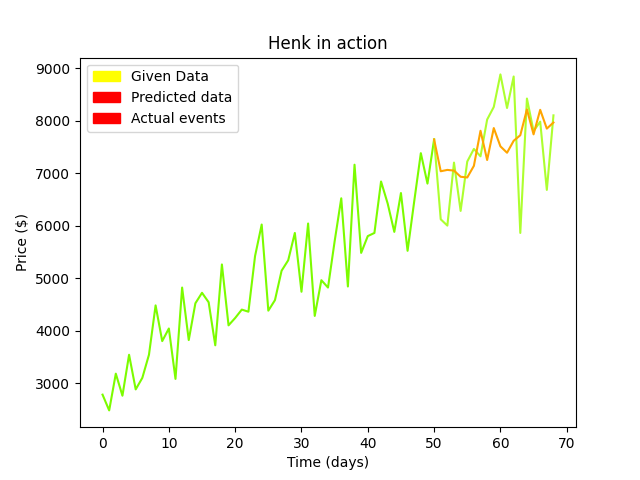 Henk in action
Given Data
Predicted data
Actual events
9000
8000
7000
6000
5000
4000
3000
Price ($)
0 10 20 30 40 50 60 70
Time (days)